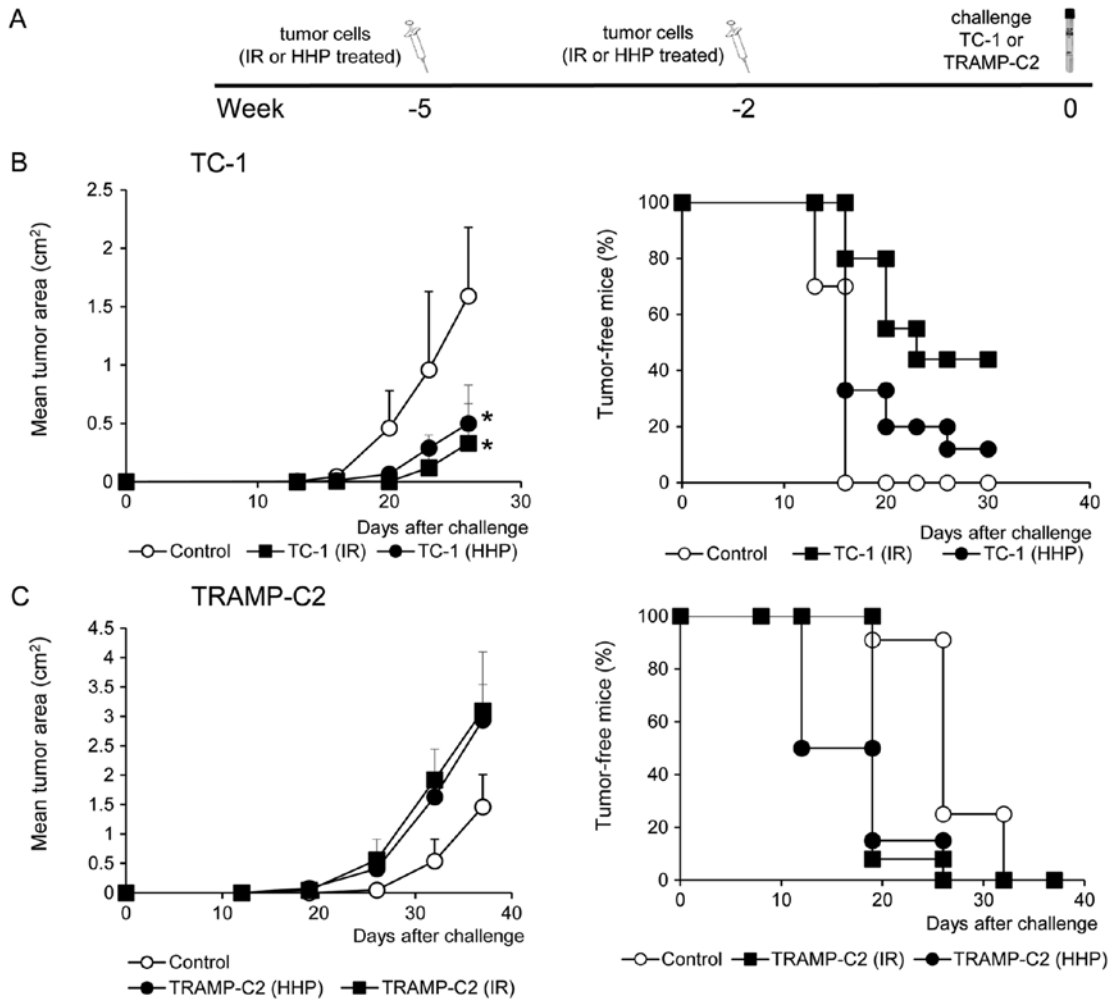 A
tumor cells
(IR or HHP treated)
tumor cells
(IR or HHP treated)
challenge
TC-1 or
TRAMP-C2
Week
-5
-2
0
B
TC-1
Mean tumor area (cm²)
2.5
2
1.5
1
0.5
0
0
10
20
30
*
*
Days after challenge
Control
TC-1 (IR)
TC-1 (HHP)
Tumor-free mice (%)
100
80
60
40
20
0
0
10
20
30
40
Days after challenge
Control
TC-1 (IR)
TC-1 (HHP)
C
TRAMP-C2
Mean tumor area (cm²)
4.5
4
3.5
3
2.5
2
1.5
1
0.5
0
0
10
20
30
40
Days after challenge
Control
TRAMP-C2 (HHP)
TRAMP-C2 (IR)
Tumor-free mice (%)
100
80
60
40
20
0
0
10
20
30
40
Days after challenge
Control
TRAMP-C2 (IR)
TRAMP-C2 (HHP)